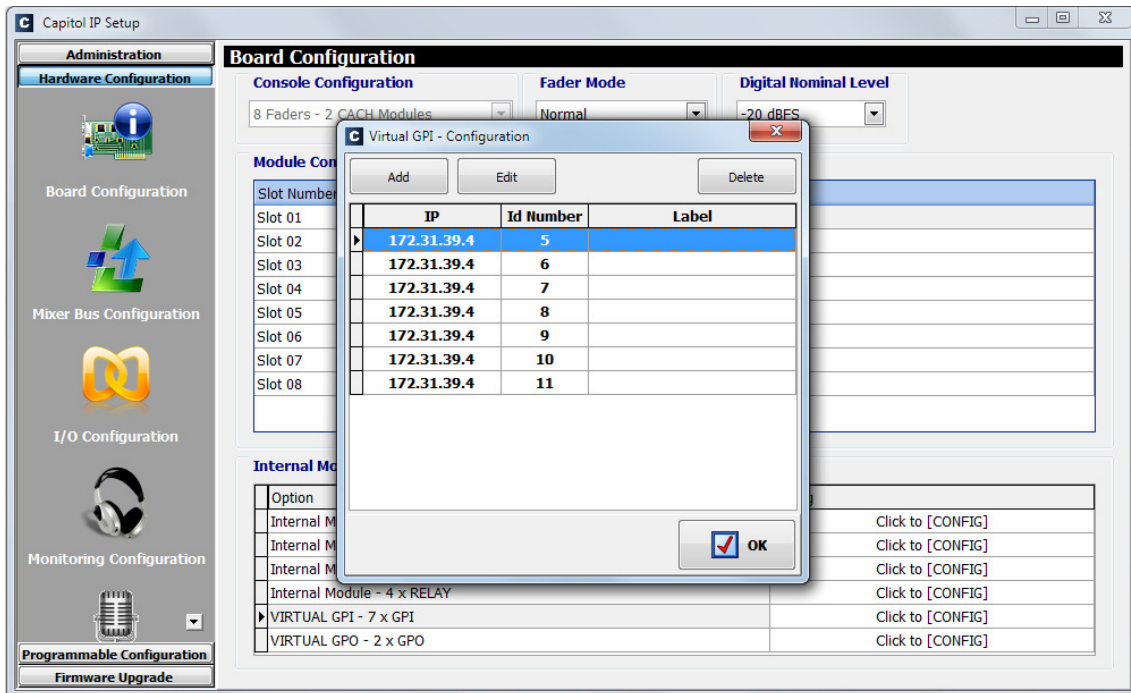 Capitol IP Setup
Administration
Hardware Configuration
Board Configuration
Mixer Bus Configuration
I/O Configuration
Monitoring Configuration
Programmable Configuration
Firmware Upgrade
Board Configuration
Console Configuration Fader Mode Digital Nominal Level
8 Faders - 2 CACH Modules Normal -20 dBFS
Module Con
Slot Number
Slot 01
Slot 02
Slot 03
Slot 04
Slot 05
Slot 06
Slot 07
Slot 08
Virtual GPI - Configuration
Add Edit Delete
IP Id Number Label
172.31.39.4 5
172.31.39.4 6
172.31.39.4 7
172.31.39.4 8
172.31.39.4 9
172.31.39.4 10
172.31.39.4 11
OK
Internal Mo
Option
Internal M Click to [CONFIG]
Internal M Click to [CONFIG]
Internal M Click to [CONFIG]
Internal Module - 4 x RELAY Click to [CONFIG]
VIRTUAL GPI - 7 x GPI Click to [CONFIG]
VIRTUAL GPO - 2 x GPO Click to [CONFIG]